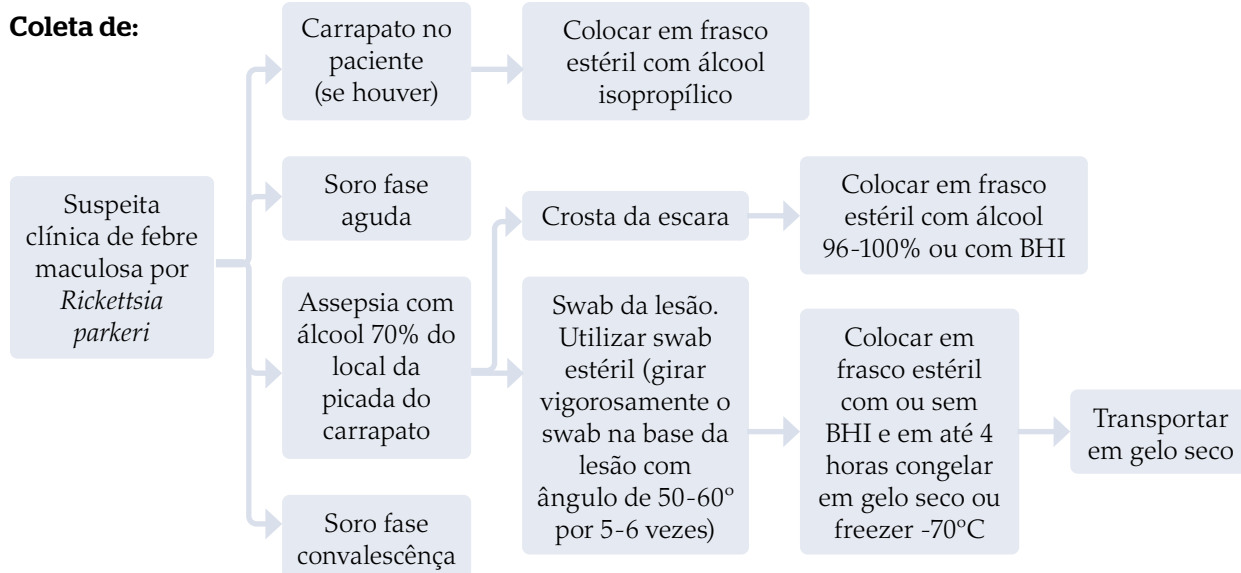 Coleta de:
Carrapato no
paciente
(se houver)
Colocar em frasco
estéril com álcool
isopropílico
Suspeita
clínica de febre
maculosa por
Rickettsia
parkeri
Soro fase
aguda
Crosta da escara
Colocar em frasco
estéril com álcool
96-100% ou com BHI
Assepsia com
álcool 70% do
local da
picada do
carrapato
Swab da lesão.
Utilizar swab
estéril (girar
vigorosamente o
swab na base da
lesão com
ângulo de 50-60º
por 5-6 vezes)
Colocar em
frasco estéril
com ou sem
BHI e em até 4
horas congelar
em gelo seco ou
freezer -70ºC
Transportar
em gelo seco
Soro fase
convalescênça